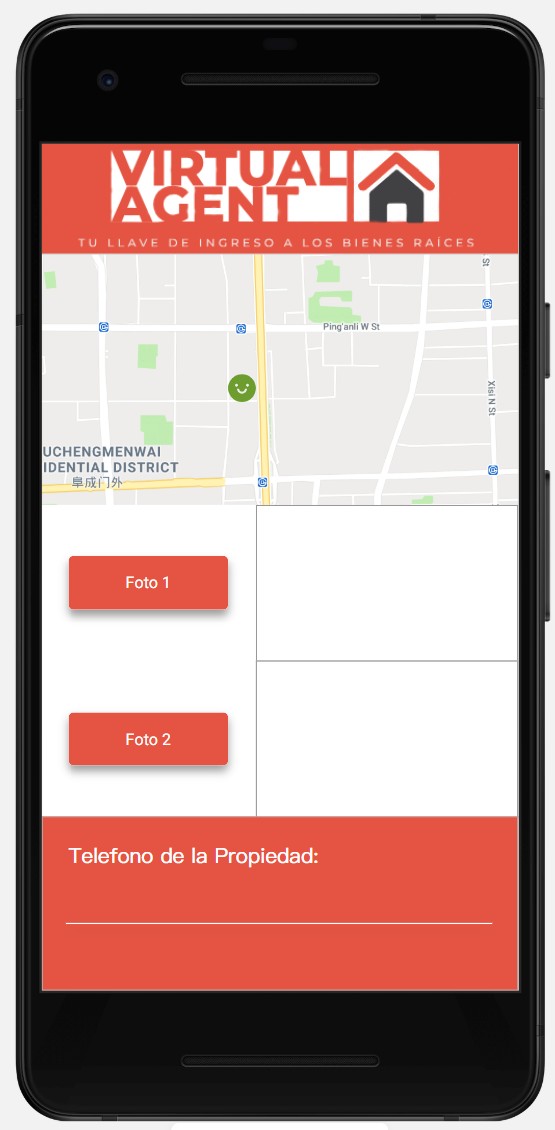 VIRTUAL
AGENT
TU LLAVE DE INGRESO A LOS BIENES RAÍCES
St
Ping'anli W St
Xisi N St
UCHENGMENWAI
IDENTIAL DISTRICT
阜成门外
Foto 1
Foto 2
Telefono de la Propiedad: